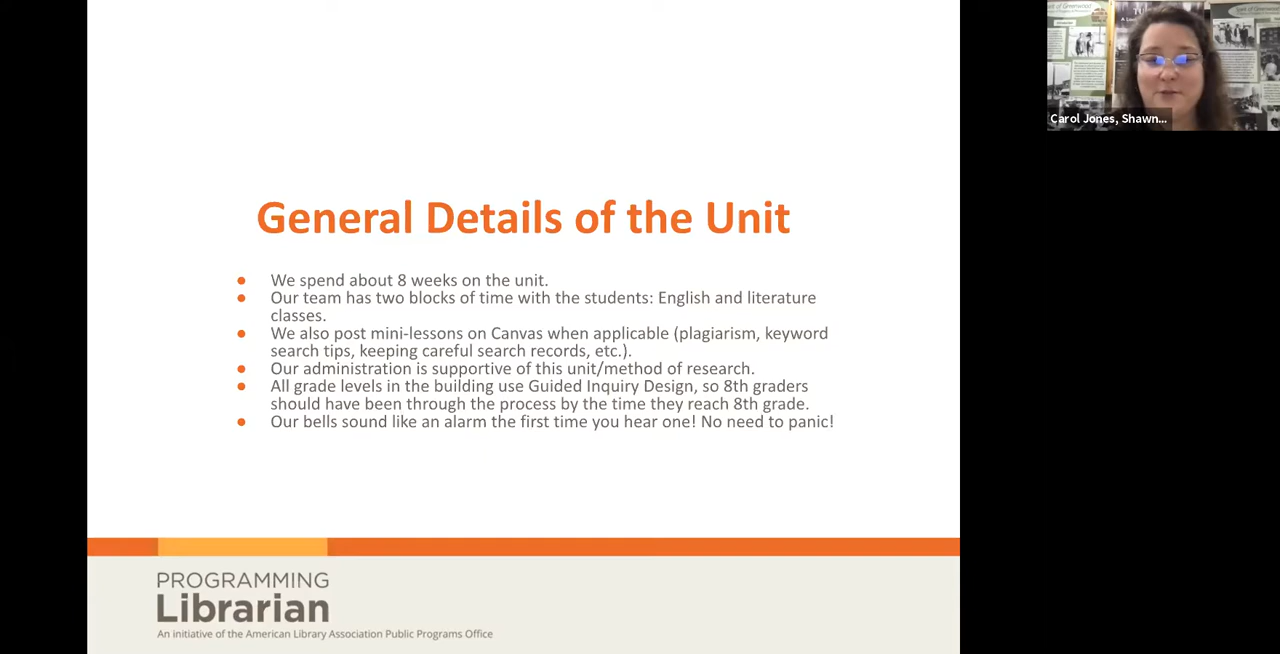 General Details of the Unit
● We spend about 8 weeks on the unit.
● Our team has two blocks of time with the students: English and literature
classes.
● We also post mini-lessons on Canvas when applicable (plagiarism, keyword
search tips, keeping careful search records, etc.).
● Our administration is supportive of this unit/method of research.
● All grade levels in the building use Guided Inquiry Design, so 8th graders
should have been through the process by the time they reach 8th grade.
● Our bells sound like an alarm the first time you hear one! No need to panic!
PROGRAMMING
Librarian
An initiative of the American Library Association Public Programs Office
Carol Jones, Shawn...